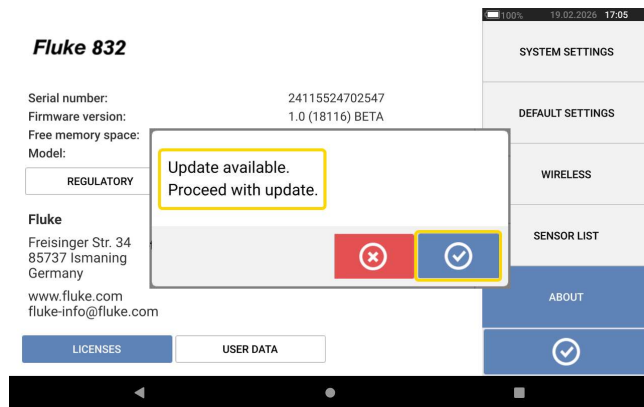 100% 19.02.2026 17:05
Fluke 832
Serial number: 24115524702547
Firmware version: 1.0 (18116) BETA
Free memory space:
Model:
REGULATORY
Fluke
Freisinger Str. 34
85737 Ismaning
Germany
www.fluke.com
fluke-info@fluke.com
LICENSES
USER DATA
Update available.
Proceed with update.
SYSTEM SETTINGS
DEFAULT SETTINGS
WIRELESS
SENSOR LIST
ABOUT